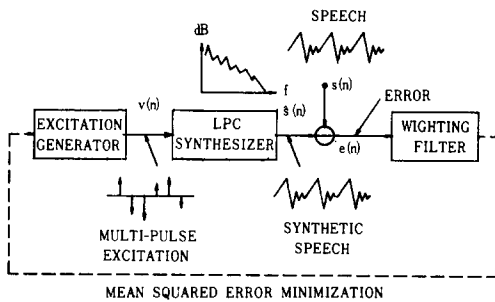 SPEECH
dB
f
v(n)
ŝ(n)
s(n)
ERROR
EXCITATION
GENERATOR
LPC
SYNTHESIZER
e(n)
WIGHTING
FILTER
MULTI-PULSE
EXCITATION
SYNTHETIC
SPEECH
MEAN SQUARED ERROR MINIMIZATION